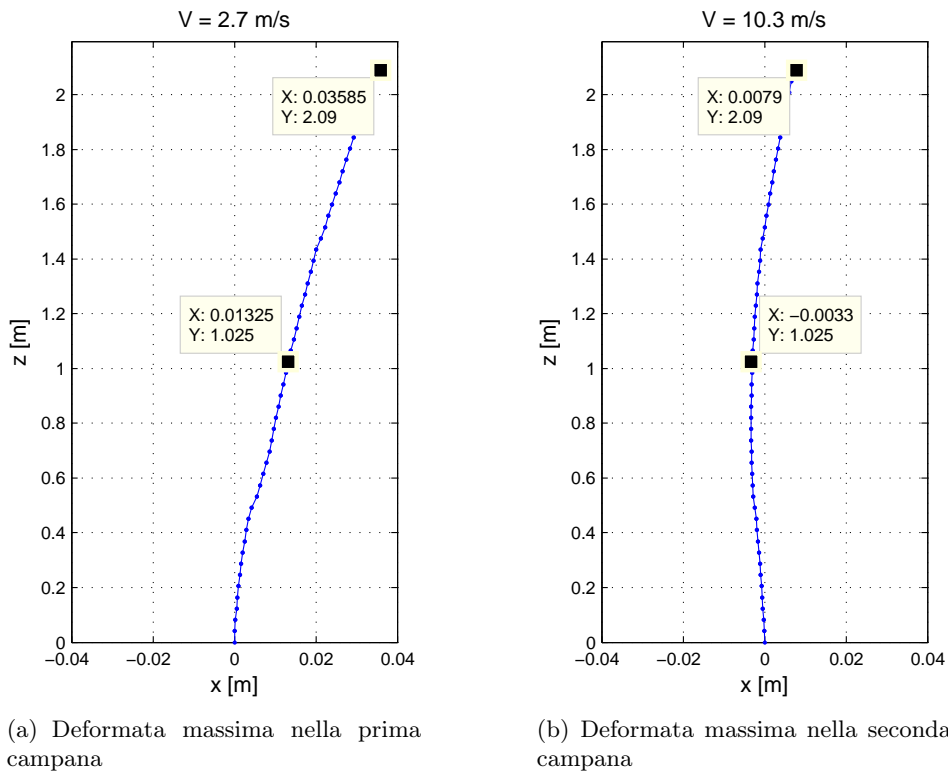 V = 2.7 m/s
X: 0.03585
Y: 2.09
X: 0.01325
Y: 1.025
z [m]
2
1.8
1.6
1.4
1.2
1
0.8
0.6
0.4
0.2
0
−0.04 −0.02 0 0.02 0.04
x [m]
(a) Deformata massima nella prima
campana
V = 10.3 m/s
X: 0.0079
Y: 2.09
X: −0.0033
Y: 1.025
z [m]
2
1.8
1.6
1.4
1.2
1
0.8
0.6
0.4
0.2
0
−0.04 −0.02 0 0.02 0.04
x [m]
(b) Deformata massima nella seconda
campana